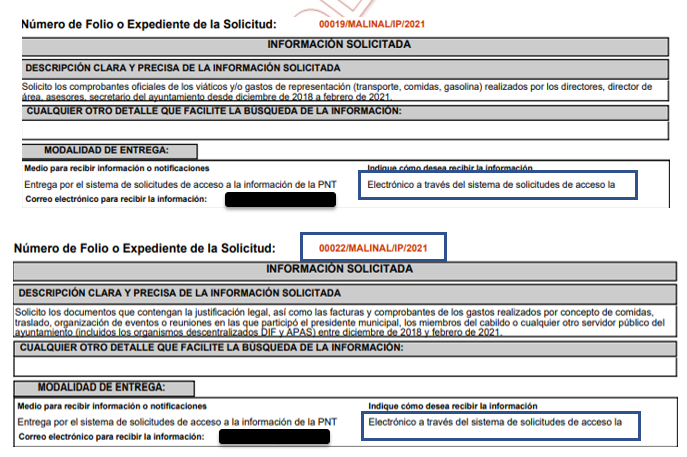 Número de Folio o Expediente de la Solicitud: 00019/MALINAL/IP/2021
INFORMACIÓN SOLICITADA
DESCRIPCIÓN CLARA Y PRECISA DE LA INFORMACIÓN SOLICITADA
Solicito los comprobantes oficiales de los viáticos y/o gastos de representación (transporte, comidas, gasolina) realizados por los directores, director de
área, asesores, secretario del ayuntamiento desde diciembre de 2018 a febrero de 2021.
CUALQUIER OTRO DETALLE QUE FACILITE LA BUSQUEDA DE LA INFORMACIÓN:
MODALIDAD DE ENTREGA:
Medio para recibir información o notificaciones Indique cómo desea recibir la información
Entrega por el sistema de solicitudes de acceso a la información de la PNT Electrónico a través del sistema de solicitudes de acceso la
Correo electrónico para recibir la información:
Número de Folio o Expediente de la Solicitud: 00022/MALINAL/IP/2021
INFORMACIÓN SOLICITADA
DESCRIPCIÓN CLARA Y PRECISA DE LA INFORMACIÓN SOLICITADA
Solicito los documentos que contengan la justificación legal, así como las facturas y comprobantes de los gastos realizados por concepto de comidas,
traslado, organización de eventos o reuniones en las que participó el presidente municipal, los miembros del cabildo o cualquier otro servidor público del
ayuntamiento (incluidos los organismos descentralizados DIF y APAS) entre diciembre de 2018 y febrero de 2021.
CUALQUIER OTRO DETALLE QUE FACILITE LA BUSQUEDA DE LA INFORMACIÓN:
MODALIDAD DE ENTREGA:
Medio para recibir información o notificaciones Indique cómo desea recibir la información
Entrega por el sistema de solicitudes de acceso a la información de la PNT Electrónico a través del sistema de solicitudes de acceso la
Correo electrónico para recibir la información: